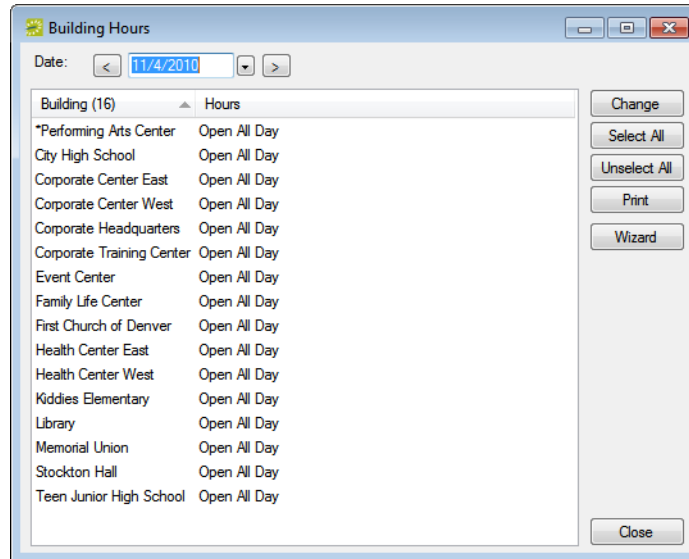 Building Hours
Date: < 11/4/2010 >
Building (16) Hours
*Performing Arts Center Open All Day
City High School Open All Day
Corporate Center East Open All Day
Corporate Center West Open All Day
Corporate Headquarters Open All Day
Corporate Training Center Open All Day
Event Center Open All Day
Family Life Center Open All Day
First Church of Denver Open All Day
Health Center East Open All Day
Health Center West Open All Day
Kiddies Elementary Open All Day
Library Open All Day
Memorial Union Open All Day
Stockton Hall Open All Day
Teen Junior High School Open All Day
Change
Select All
Unselect All
Print
Wizard
Close